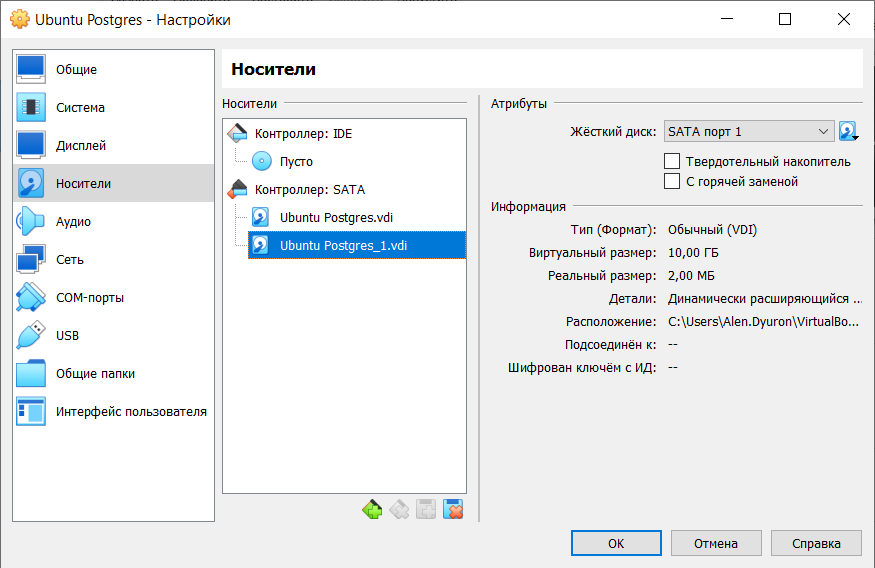 Ubuntu Postgres - Настройки
Общие
Система
Дисплей
Носители
Аудио
Сеть
COM-порты
USB
Общие папки
Интерфейс пользователя
Носители
Носители
Контроллер: IDE
Пусто
Контроллер: SATA
Ubuntu Postgres.vdi
Ubuntu Postgres_1.vdi
Атрибуты
Жёсткий диск: SATA порт 1
Твердотельный накопитель
С горячей заменой
Информация
Тип (Формат): Обычный (VDI)
Виртуальный размер: 10,00 ГБ
Реальный размер: 2,00 МБ
Детали: Динамически расширяющийся ...
Расположение: C:\Users\Alen.Dyuron\VirtualBo...
Подсоединён к: --
Шифрован ключём с ИД: --
OK
Отмена
Справка